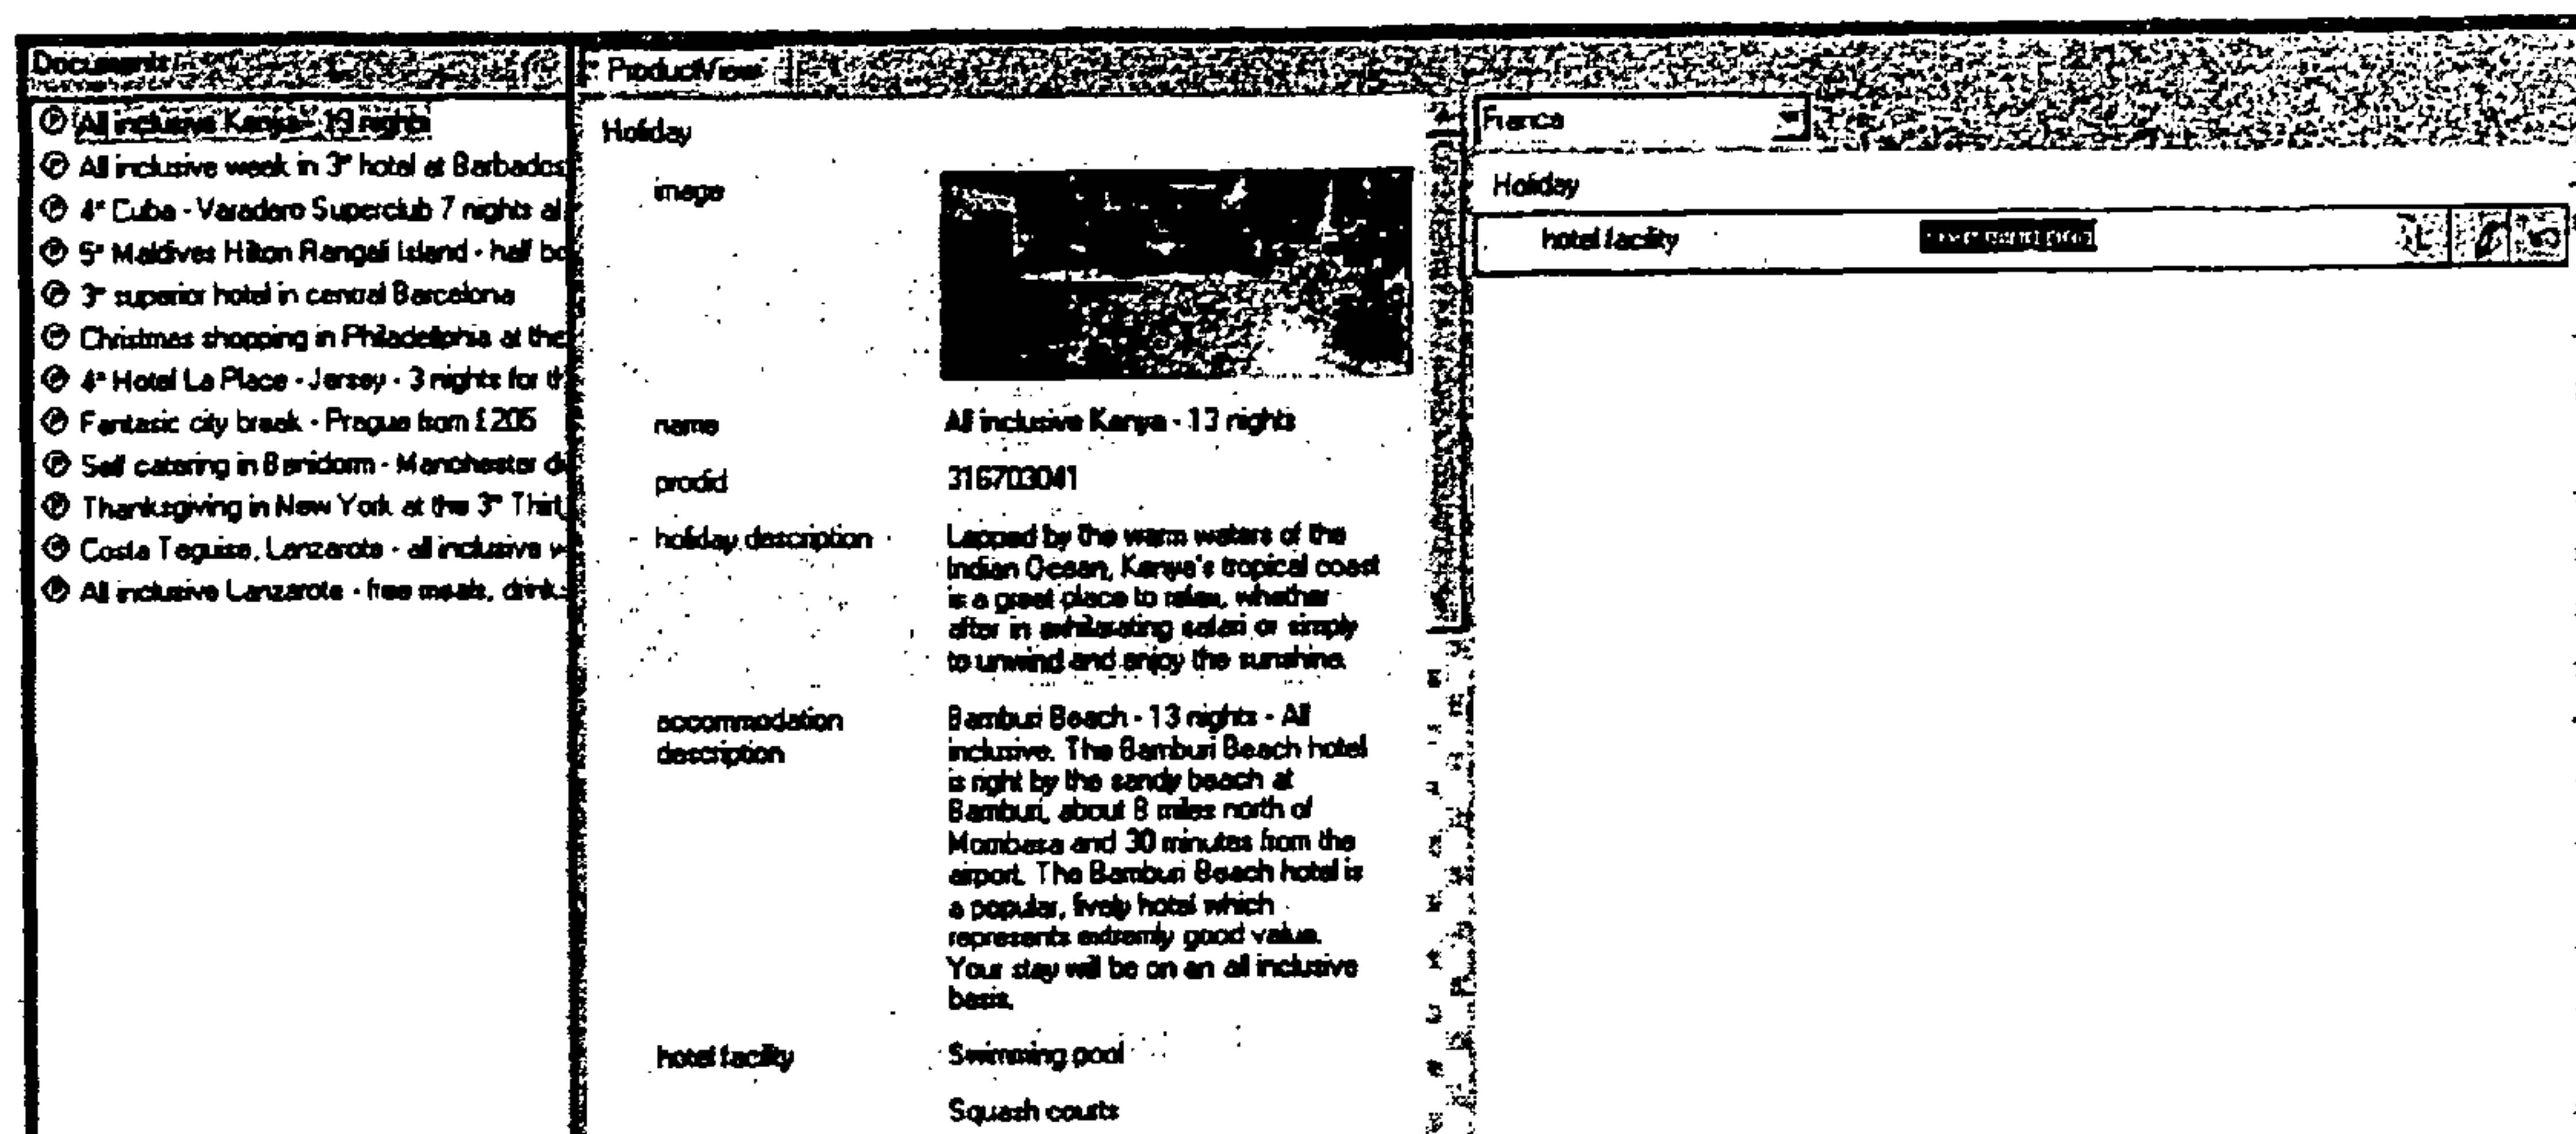 Documents
All inclusive Kenya - 13 nights
All inclusive week in 3* hotel at Barbados
4* Cuba - Varadero Superclub 7 nights al
5* Maldives Hilton Rangali Island - half bo
3* superior hotel in central Barcelona
Christmas shopping in Philadelphia at the
4* Hotel La Place - Jersey - 3 nights for th
Fantasic city break - Prague from £205
Self catering in Benidorm - Manchester de
Thanksgiving in New York at the 3* Thirt
Costa Teguise, Lanzarote - all inclusive w
All inclusive Lanzarote - free meals, drink
ProductView
Holiday
image
name All inclusive Kenya - 13 nights
prodid 316703041
holiday description Lapped by the warm waters of the
Indian Ocean, Kenya's tropical coast
is a great place to relax, whether
after in exhilarating safari or simply
to unwind and enjoy the sunshine.
accommodation description
Bamburi Beach - 13 nights - All
inclusive. The Bamburi Beach hotel
is right by the sandy beach at
Bamburi, about 8 miles north of
Mombasa and 30 minutes from the
airport. The Bamburi Beach hotel is
a popular, lively hotel which
represents extremly good value.
Your stay will be on an all inclusive
basis.
hotel facility Swimming pool
Squash courts
France
Holiday
hotel facility